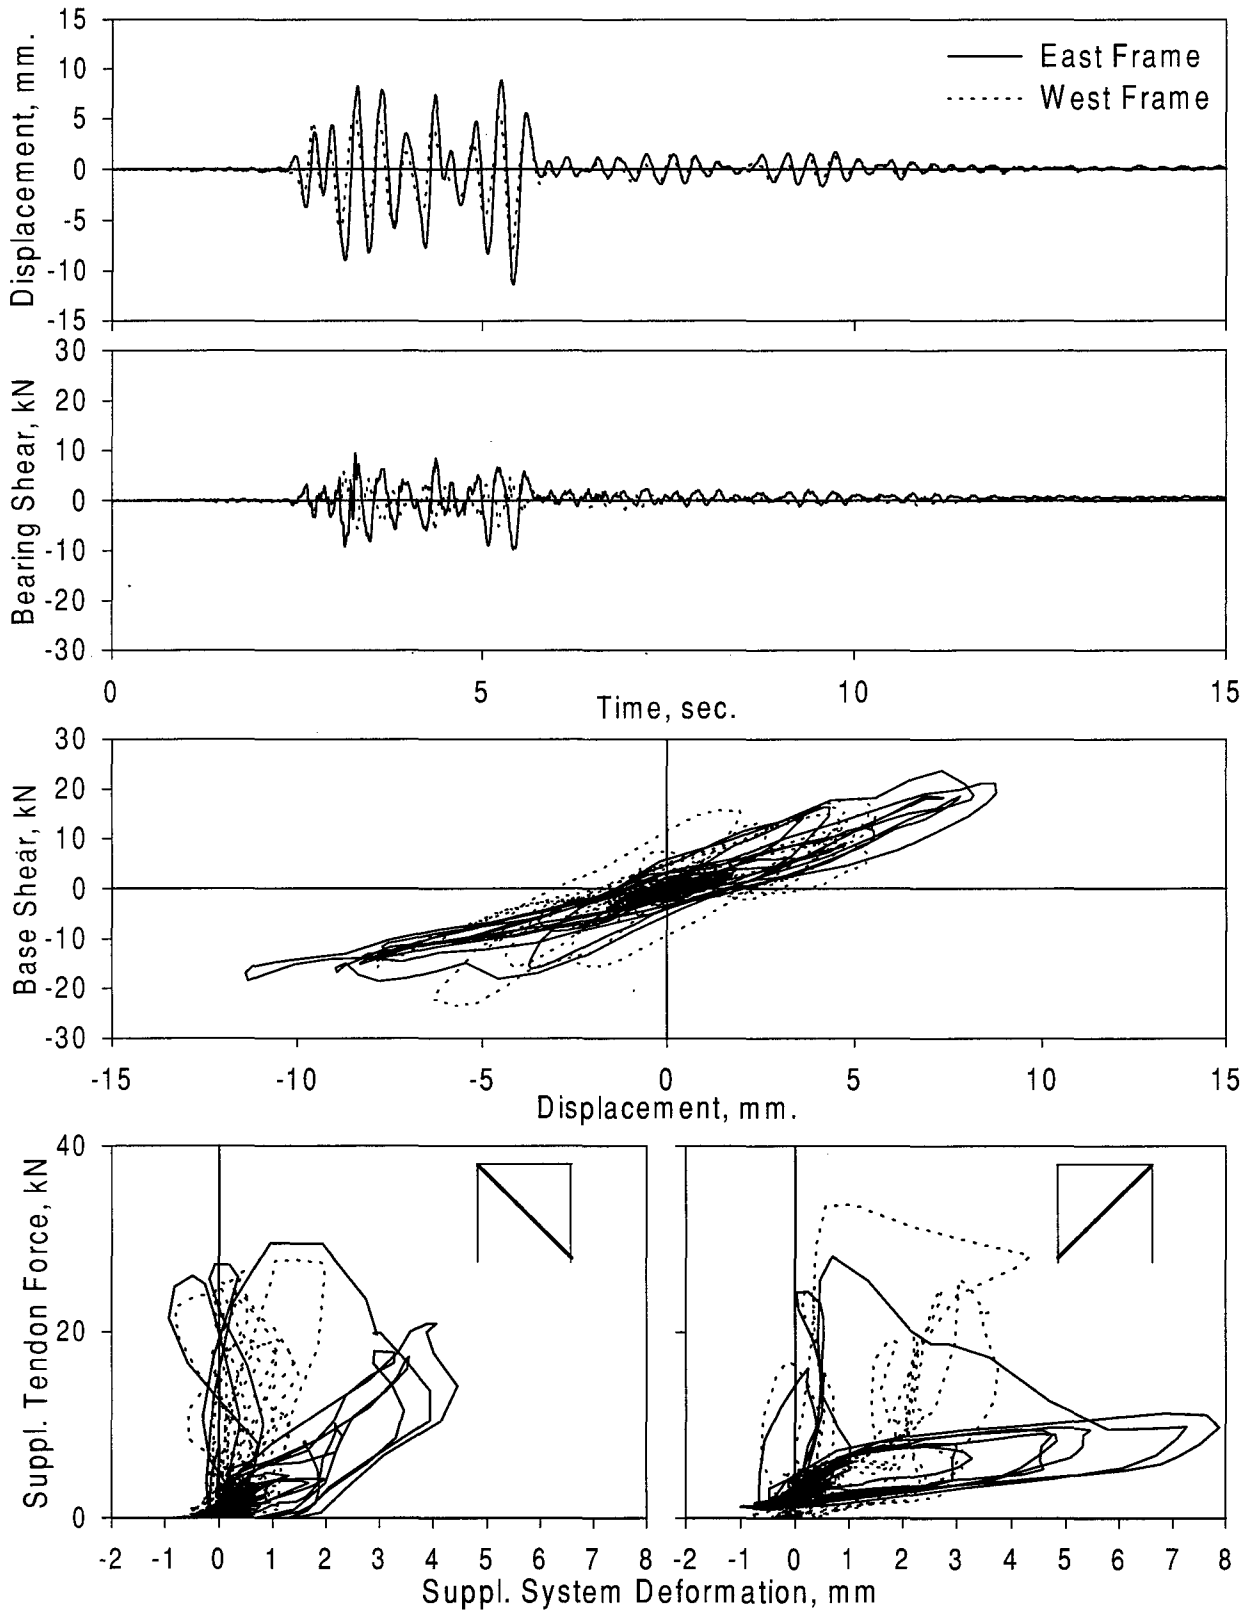 15
10
5
0
-5
-10
-15
Displacement, mm.
East Frame
West Frame
30
20
10
0
-10
-20
-30
Bearing Shear, kN
0 5 10 15
Time, sec.
30
20
10
0
-10
-20
-30
Base Shear, kN
-15 -10 -5 0 5 10 15
Displacement, mm.
40
20
0
Suppl. Tendon Force, kN
-2 -1 0 1 2 3 4 5 6 7 8
-2 -1 0 1 2 3 4 5 6 7 8
Suppl. System Deformation, mm